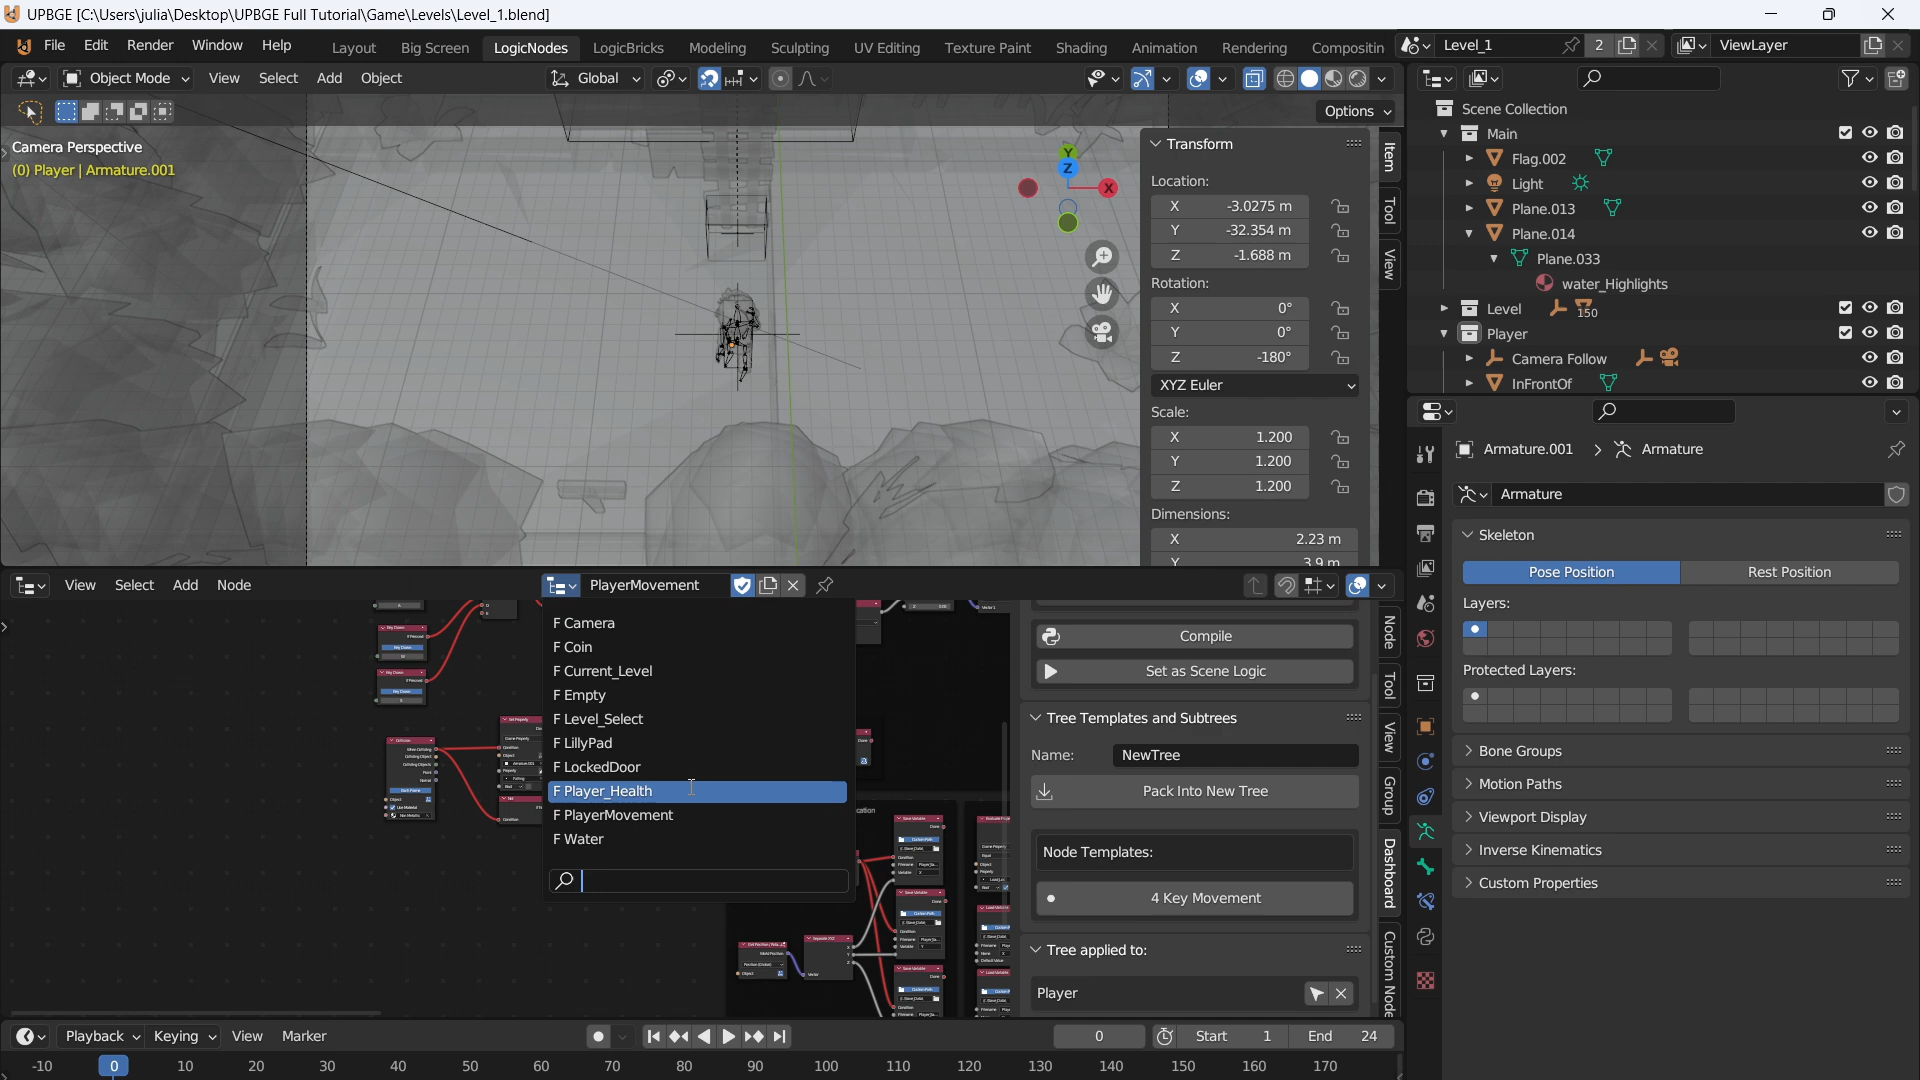 UPBGE [C:\Users\julia\Desktop\UPBGE Full Tutorial\Game\Levels\Level_1.blend]
File Edit Render Window Help Layout Big Screen LogicNodes LogicBricks Modeling Sculpting UV Editing Texture Paint Shading Animation Rendering Compositin Level_1 2 ViewLayer
Object Mode View Select Add Object Global
Options
Camera Perspective
(0) Player | Armature.001
Y
Z
X
Transform
Location:
X -3.0275 m
Y -32.354 m
Z -1.688 m
Rotation:
X 0°
Y 0°
Z -180°
XYZ Euler
Scale:
X 1.200
Y 1.200
Z 1.200
Dimensions:
X 2.23 m
Y 3.9 m
Item
Tool
View
Scene Collection
Main
Flag.002
Light
Plane.013
Plane.014
Plane.033
water_Highlights
Level 150
Player
Camera Follow
InFrontOf
Armature.001 Armature
Armature
Skeleton
Pose Position Rest Position
Layers:
Protected Layers:
Bone Groups
Motion Paths
Viewport Display
Inverse Kinematics
Custom Properties
View Select Add Node PlayerMovement
F Camera
F Coin
F Current_Level
F Empty
F Level_Select
F LillyPad
F LockedDoor
F Player_Health
F PlayerMovement
F Water
Compile
Set as Scene Logic
Tree Templates and Subtrees
Name: NewTree
Pack Into New Tree
Node Templates:
4 Key Movement
Tree applied to:
Player
Node
Tool
View
Group
Dashboard
Custom Node
Playback Keying View Marker 0 Start 1 End 24
-10 0 10 20 30 40 50 60 70 80 90 100 110 120 130 140 150 160 170